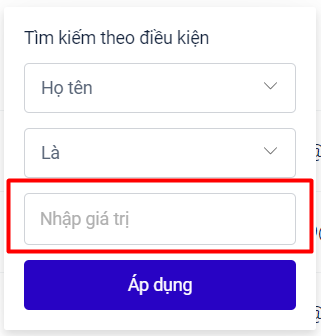 Tìm kiếm theo điều kiện
Họ tên
Là
Nhập giá trị
Áp dụng